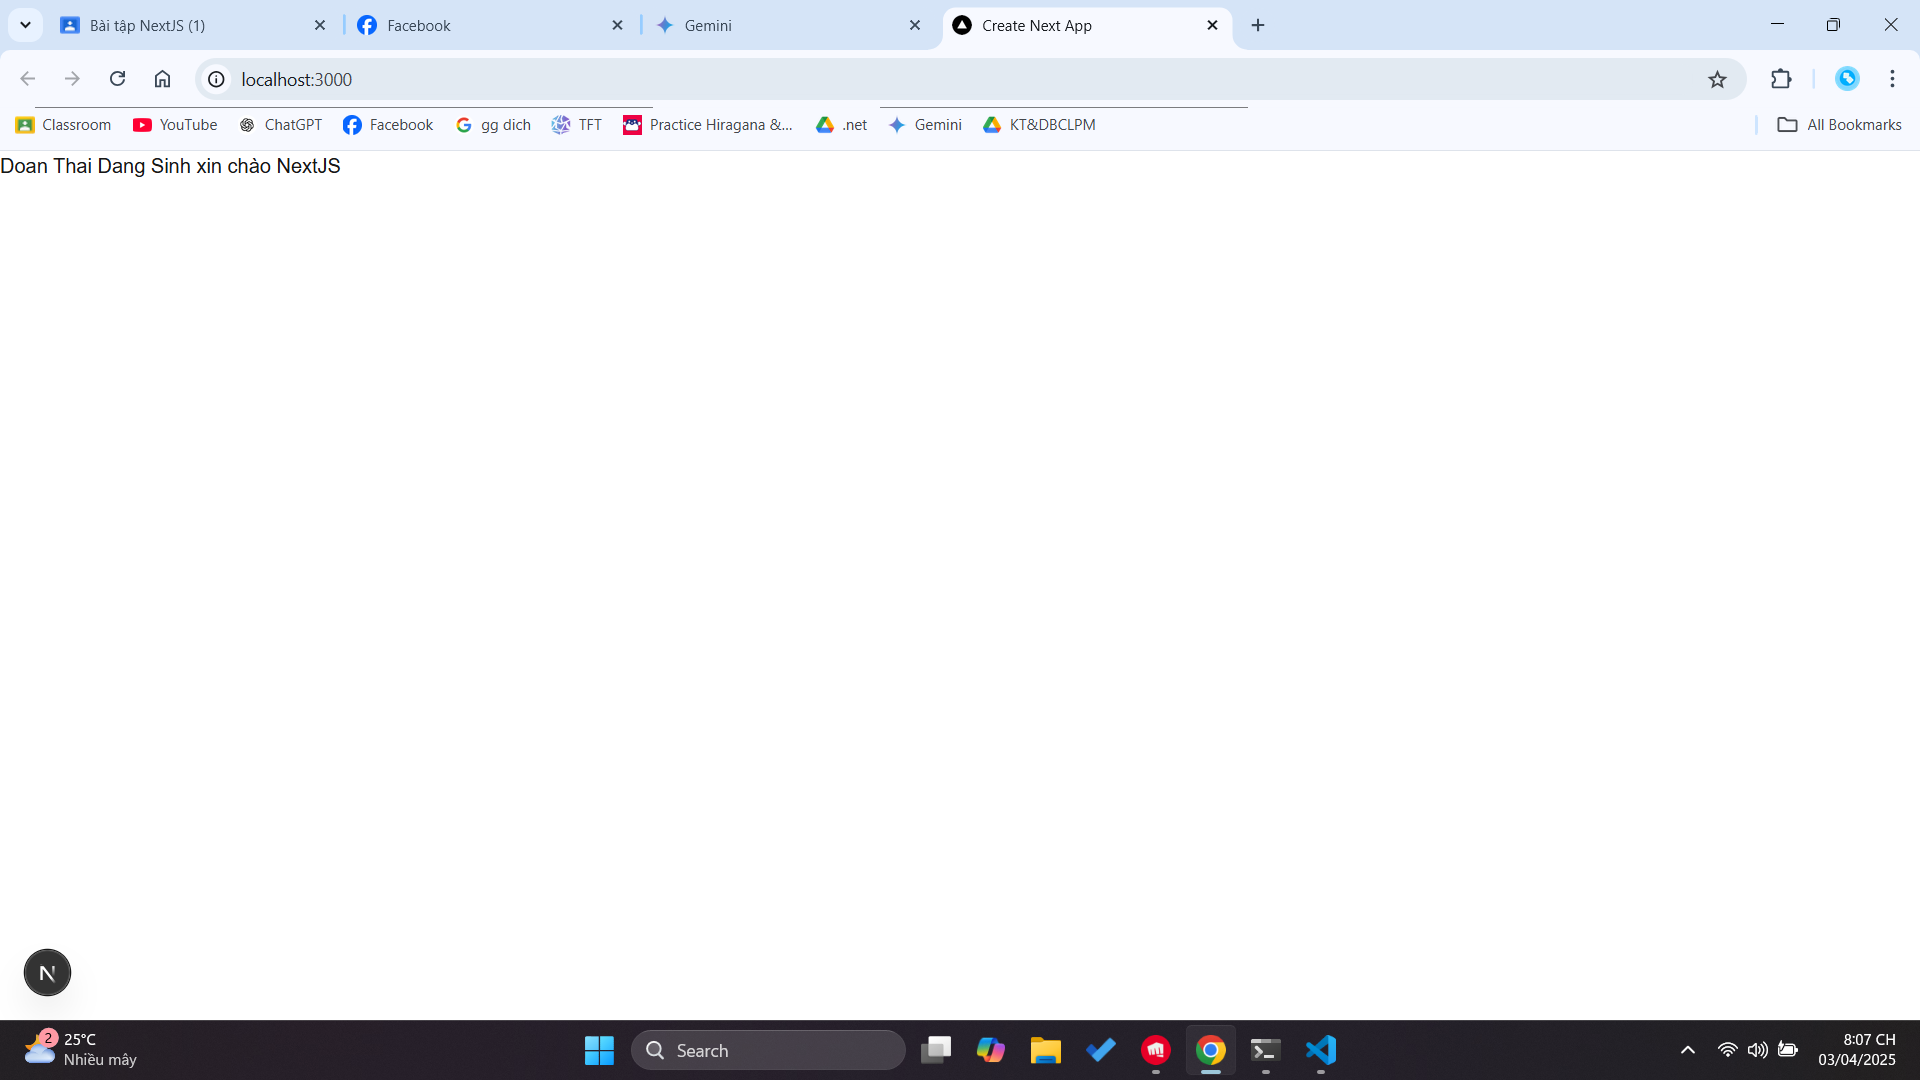 Bài tập NextJS (1)
Facebook
Gemini
Create Next App
localhost:3000
Classroom
YouTube
ChatGPT
Facebook
gg dich
TFT
Practice Hiragana &...
.net
Gemini
KT&DBCLPM
All Bookmarks
Doan Thai Dang Sinh xin chào NextJS
N
2
25°C
Nhiều mây
Search
8:07 CH
03/04/2025